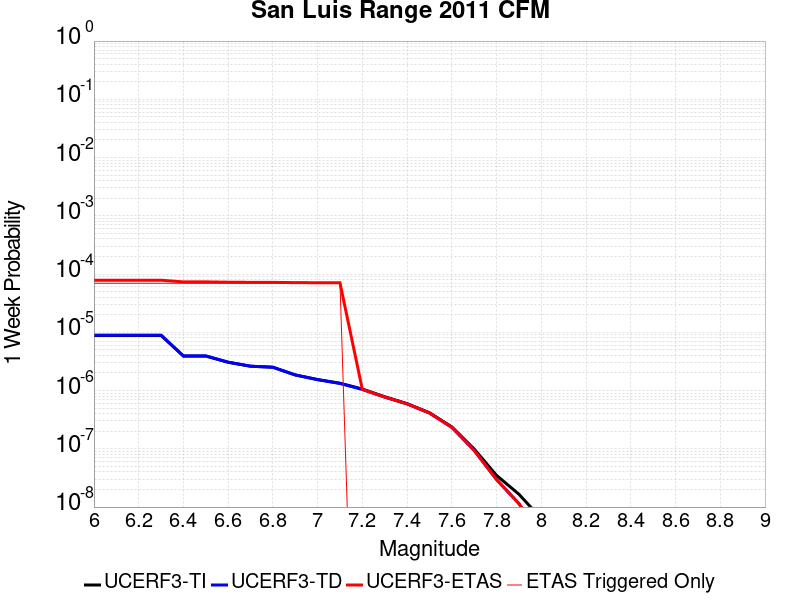 San Luis Range 2011 CFM
10 0
10 -1
10 -2
10 -3
10 -4
10 -5
10 -6
10 -7
10 -8
1 Week Probability
6 6.2 6.4 6.6 6.8 7 7.2 7.4 7.6 7.8 8 8.2 8.4 8.6 8.8 9
Magnitude
UCERF3-TI UCERF3-TD UCERF3-ETAS ETAS Triggered Only